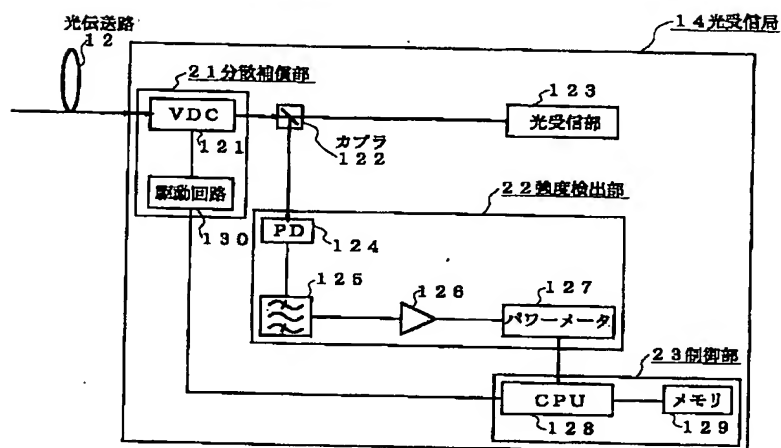 光伝送路
１２
１４光受信局
２１分散補償部
ＶＤＣ
１２１
カプラ
１２２
１２３
光受信部
駆動回路
１３０
２２強度検出部
ＰＤ
１２４
１２５
１２６
１２７
パワーメータ
２３制御部
ＣＰＵ
１２８
メモリ
１２９